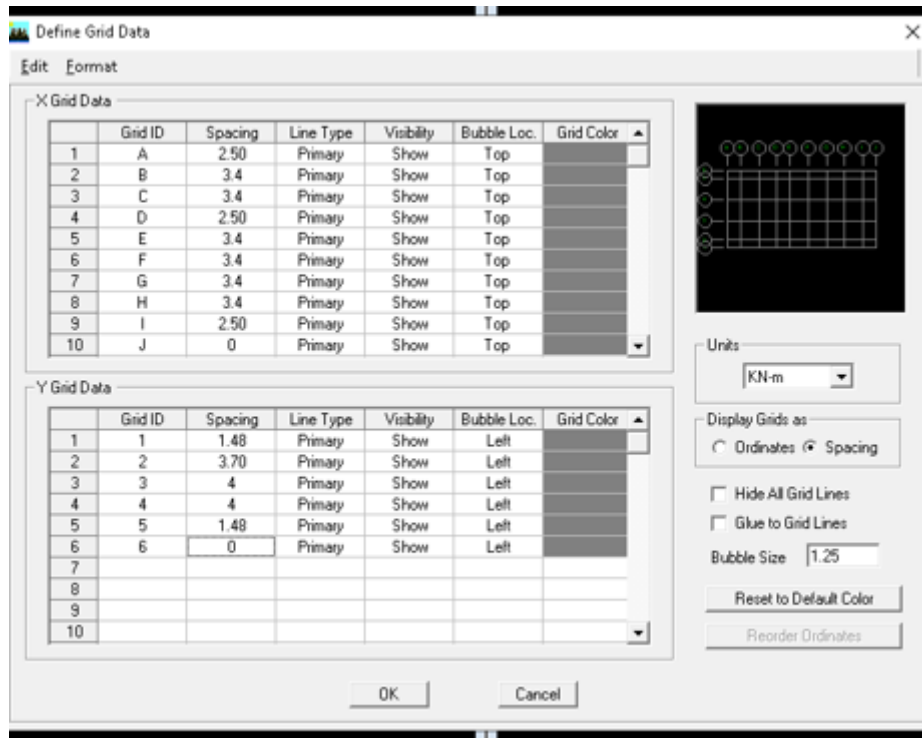 Define Grid Data
Edit Format
X Grid Data
Grid ID Spacing Line Type Visibility Bubble Loc. Grid Color
1 A 2.50 Primary Show Top
2 B 3.4 Primary Show Top
3 C 3.4 Primary Show Top
4 D 2.50 Primary Show Top
5 E 3.4 Primary Show Top
6 F 3.4 Primary Show Top
7 G 3.4 Primary Show Top
8 H 3.4 Primary Show Top
9 I 2.50 Primary Show Top
10 J 0 Primary Show Top
Y Grid Data
Grid ID Spacing Line Type Visibility Bubble Loc. Grid Color
1 1 1.48 Primary Show Left
2 2 3.70 Primary Show Left
3 3 4 Primary Show Left
4 4 4 Primary Show Left
5 5 1.48 Primary Show Left
6 6 0 Primary Show Left
7
8
9
10
Units
KN-m
Display Grids as
Ordinates Spacing
Hide All Grid Lines
Glue to Grid Lines
Bubble Size 1.25
Reset to Default Color
Reorder Ordinates
OK Cancel